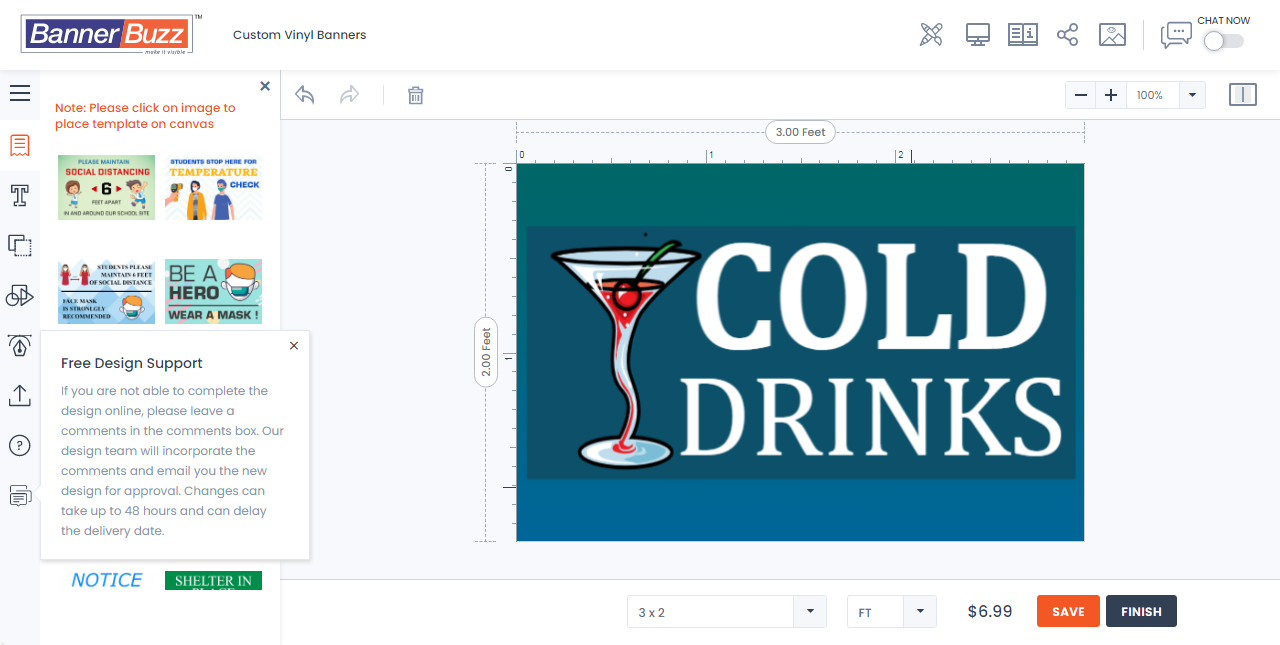 BannerBuzz™
make it visible
Custom Vinyl Banners
CHAT NOW
Note: Please click on image to
place template on canvas
PLEASE MAINTAIN
SOCIAL DISTANCING
6
FEET APART
IN AND AROUND OUR SCHOOL SITE
STUDENTS STOP HERE FOR
TEMPERATURE
CHECK
STUDENTS PLEASE
MAINTAIN 6 FEET
OF SOCIAL DISTANCE
FACE MASK
IS STRONLGLY
RECOMMENDED
BE A
HERO
WEAR A MASK !
Free Design Support
If you are not able to complete the
design online, please leave a
comments in the comments box. Our
design team will incorporate the
comments and email you the new
design for approval. Changes can
take up to 48 hours and can delay
the delivery date.
NOTICE
SHELTER IN
PLACE
100%
3.00 Feet
0
1
2
0
1
2.00 Feet
COLD
DRINKS
3 x 2
FT
$6.99
SAVE
FINISH